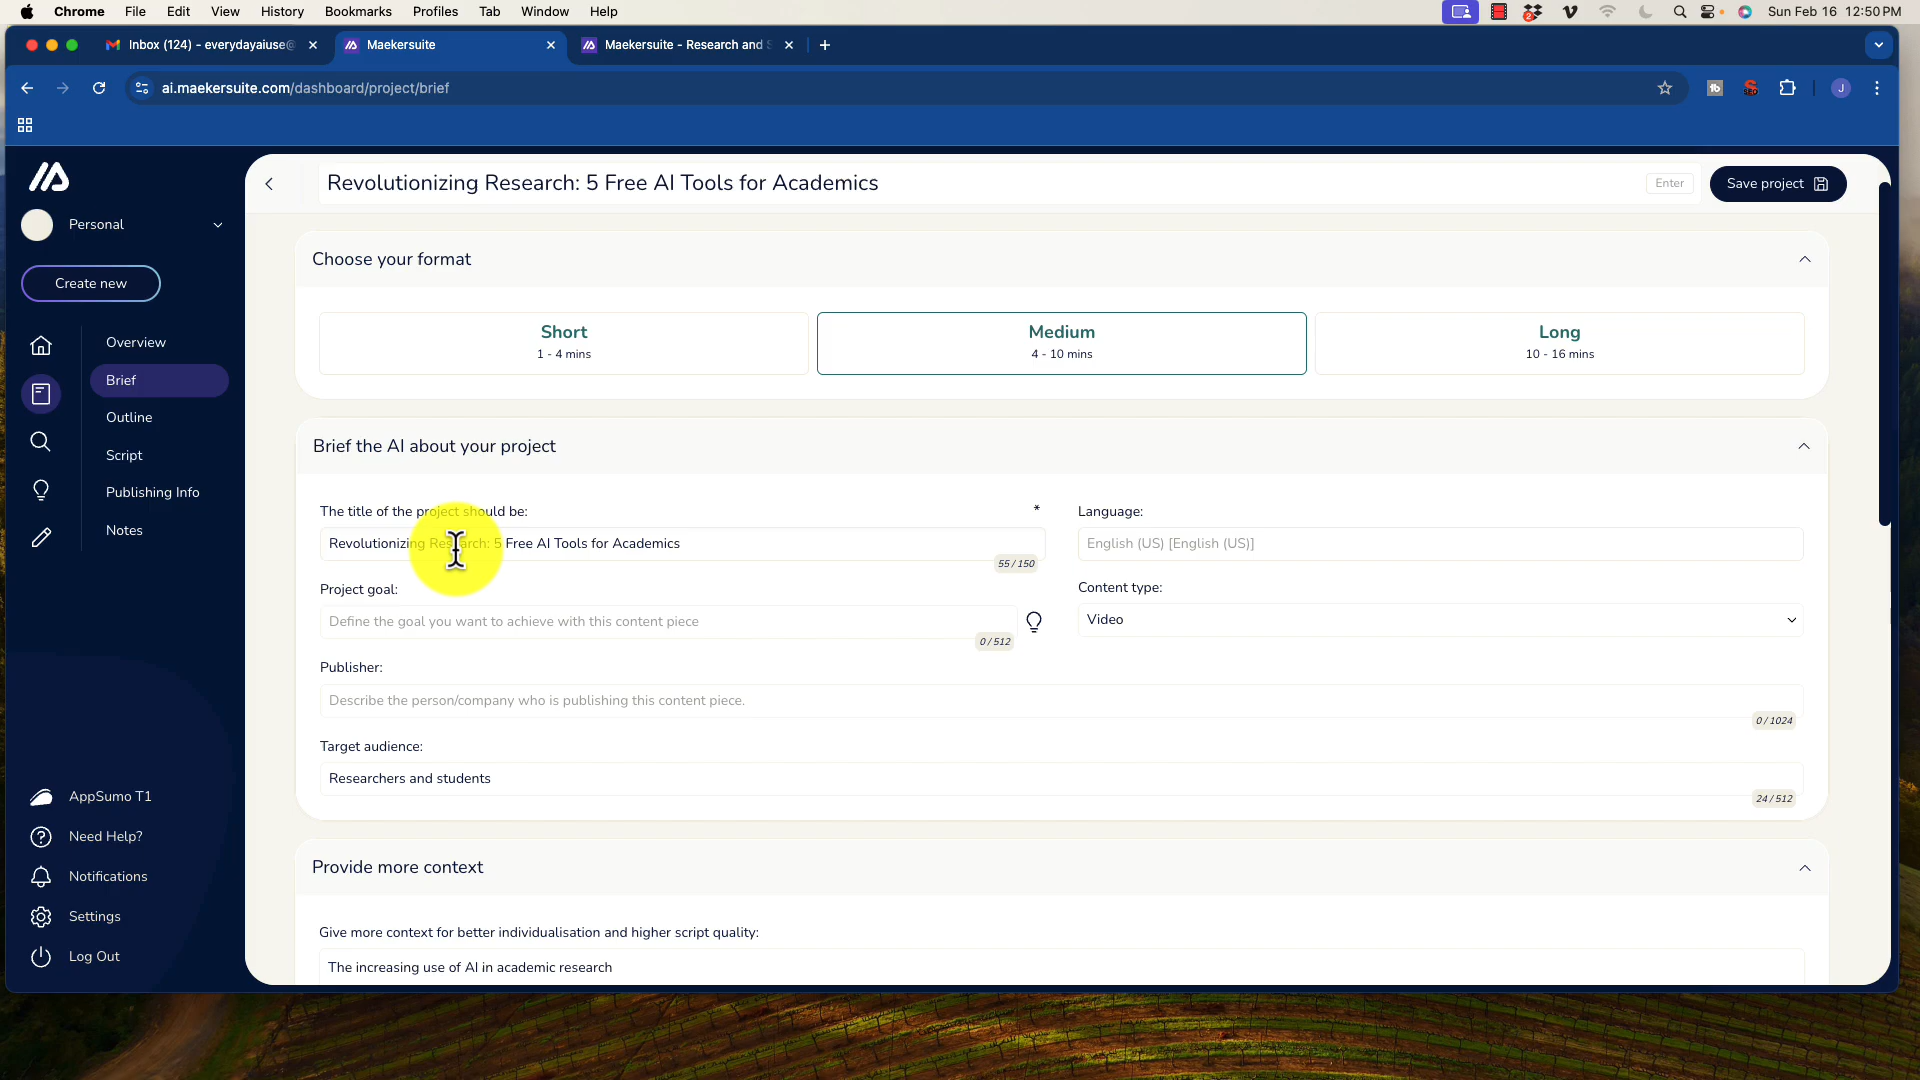 Chrome File Edit View History Bookmarks Profiles Tab Window Help
2
Sun Feb 16 12:50 PM
Inbox (124) - everydayaiuse@
Maekersuite
Maekersuite - Research and S
ai.maekersuite.com/dashboard/project/brief
J
Personal
Create new
Overview
Brief
Outline
Script
Publishing Info
Notes
AppSumo T1
Need Help?
Notifications
Settings
Log Out
Revolutionizing Research: 5 Free AI Tools for Academics
Enter
Save project
Choose your format
Short
1 - 4 mins
Medium
4 - 10 mins
Long
10 - 16 mins
Brief the AI about your project
The title of the project should be: *
Revolutionizing Research: 5 Free AI Tools for Academics
55 / 150
Language:
English (US) [English (US)]
Project goal:
Define the goal you want to achieve with this content piece
0 / 512
Content type:
Video
Publisher:
Describe the person/company who is publishing this content piece.
0 / 1024
Target audience:
Researchers and students
24 / 512
Provide more context
Give more context for better individualisation and higher script quality:
The increasing use of AI in academic research